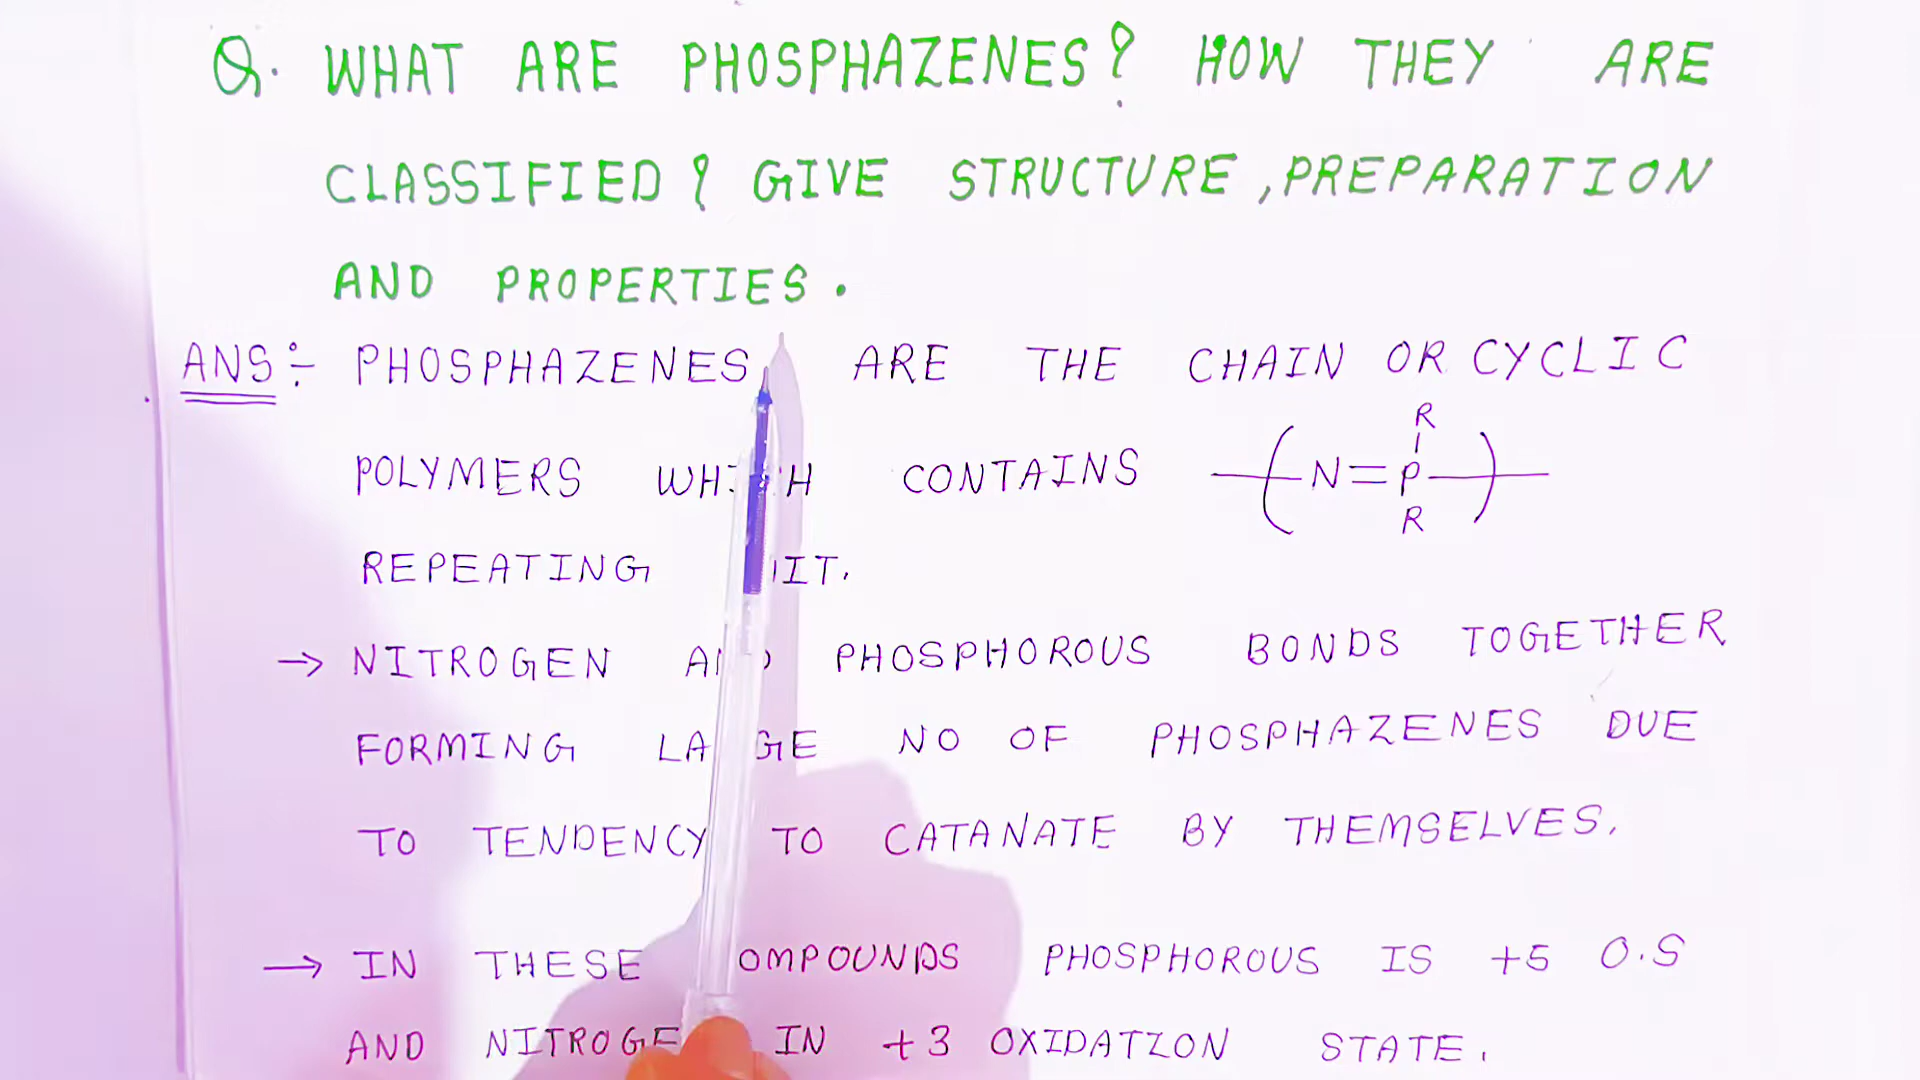 Q. WHAT ARE PHOSPHAZENES? HOW THEY ARE
CLASSIFIED? GIVE STRUCTURE, PREPARATION
AND PROPERTIES.
ANS:- PHOSPHAZENES ARE THE CHAIN OR CYCLIC
R
POLYMERS CONTAINS —( N=P —)—
R
REPEATING
→ NITROGEN PHOSPHOROUS BONDS TOGETHER
FORMING NO OF PHOSPHAZENES DUE
TO TENDENCY TO CATANATE BY THEMSELVES.
→ IN THESE OMPOUNDS PHOSPHOROUS IS +5 O.S
AND NITROGE IN +3 OXIDATION STATE.